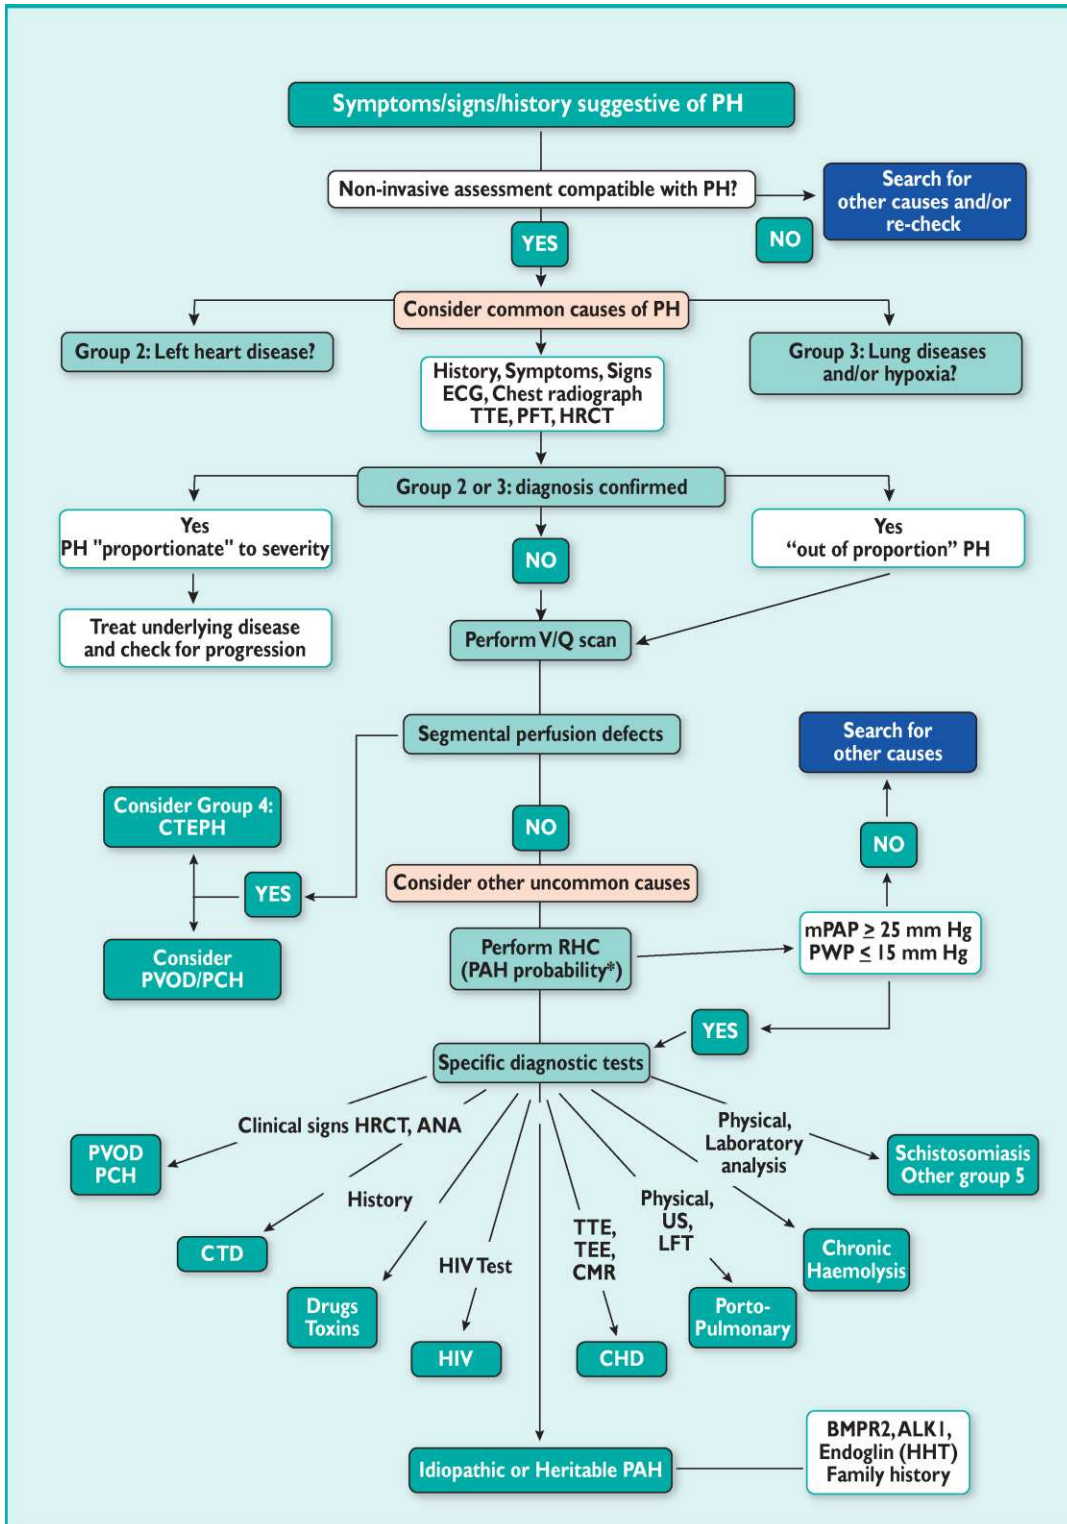 Symptoms/signs/history suggestive of PH
Non-invasive assessment compatible with PH?
Search for
other causes and/or
re-check
YES
NO
Consider common causes of PH
Group 2: Left heart disease?
Group 3: Lung diseases
and/or hypoxia?
History, Symptoms, Signs
ECG, Chest radiograph
TTE, PFT, HRCT
Group 2 or 3: diagnosis confirmed
Yes
PH "proportionate" to severity
NO
Yes
“out of proportion” PH
Treat underlying disease
and check for progression
Perform V/Q scan
Segmental perfusion defects
Search for
other causes
Consider Group 4:
CTEPH
NO
NO
YES
Consider other uncommon causes
Consider
PVOD/PCH
Perform RHC
(PAH probability*)
mPAP ≥ 25 mm Hg
PWP ≤ 15 mm Hg
YES
Specific diagnostic tests
Clinical signs HRCT, ANA
Physical,
Laboratory
analysis
PVOD
PCH
Schistosomiasis
Other group 5
History
Physical,
US,
LFT
TTE,
TEE,
CMR
HIV Test
CTD
Chronic
Haemolysis
Drugs
Toxins
Porto-
Pulmonary
HIV
CHD
BMPR2, ALK1,
Endoglin (HHT)
Family history
Idiopathic or Heritable PAH